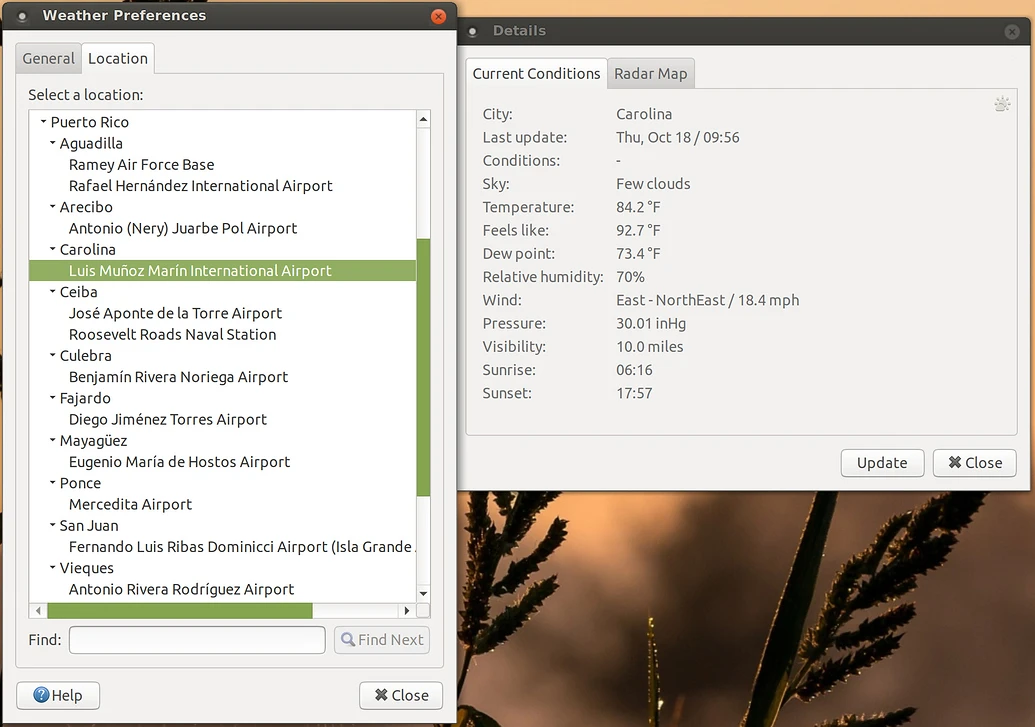 Weather Preferences
General
Location
Select a location:
Puerto Rico
Aguadilla
Ramey Air Force Base
Rafael Hernández International Airport
Arecibo
Antonio (Nery) Juarbe Pol Airport
Carolina
Luis Muñoz Marín International Airport
Ceiba
José Aponte de la Torre Airport
Roosevelt Roads Naval Station
Culebra
Benjamín Rivera Noriega Airport
Fajardo
Diego Jiménez Torres Airport
Mayagüez
Eugenio María de Hostos Airport
Ponce
Mercedita Airport
San Juan
Fernando Luis Ribas Dominicci Airport (Isla Grande
Vieques
Antonio Rivera Rodríguez Airport
Find:
Find Next
Help
Close
Details
Current Conditions
Radar Map
City: Carolina
Last update: Thu, Oct 18 / 09:56
Conditions: -
Sky: Few clouds
Temperature: 84.2 °F
Feels like: 92.7 °F
Dew point: 73.4 °F
Relative humidity: 70%
Wind: East - NorthEast / 18.4 mph
Pressure: 30.01 inHg
Visibility: 10.0 miles
Sunrise: 06:16
Sunset: 17:57
Update
Close